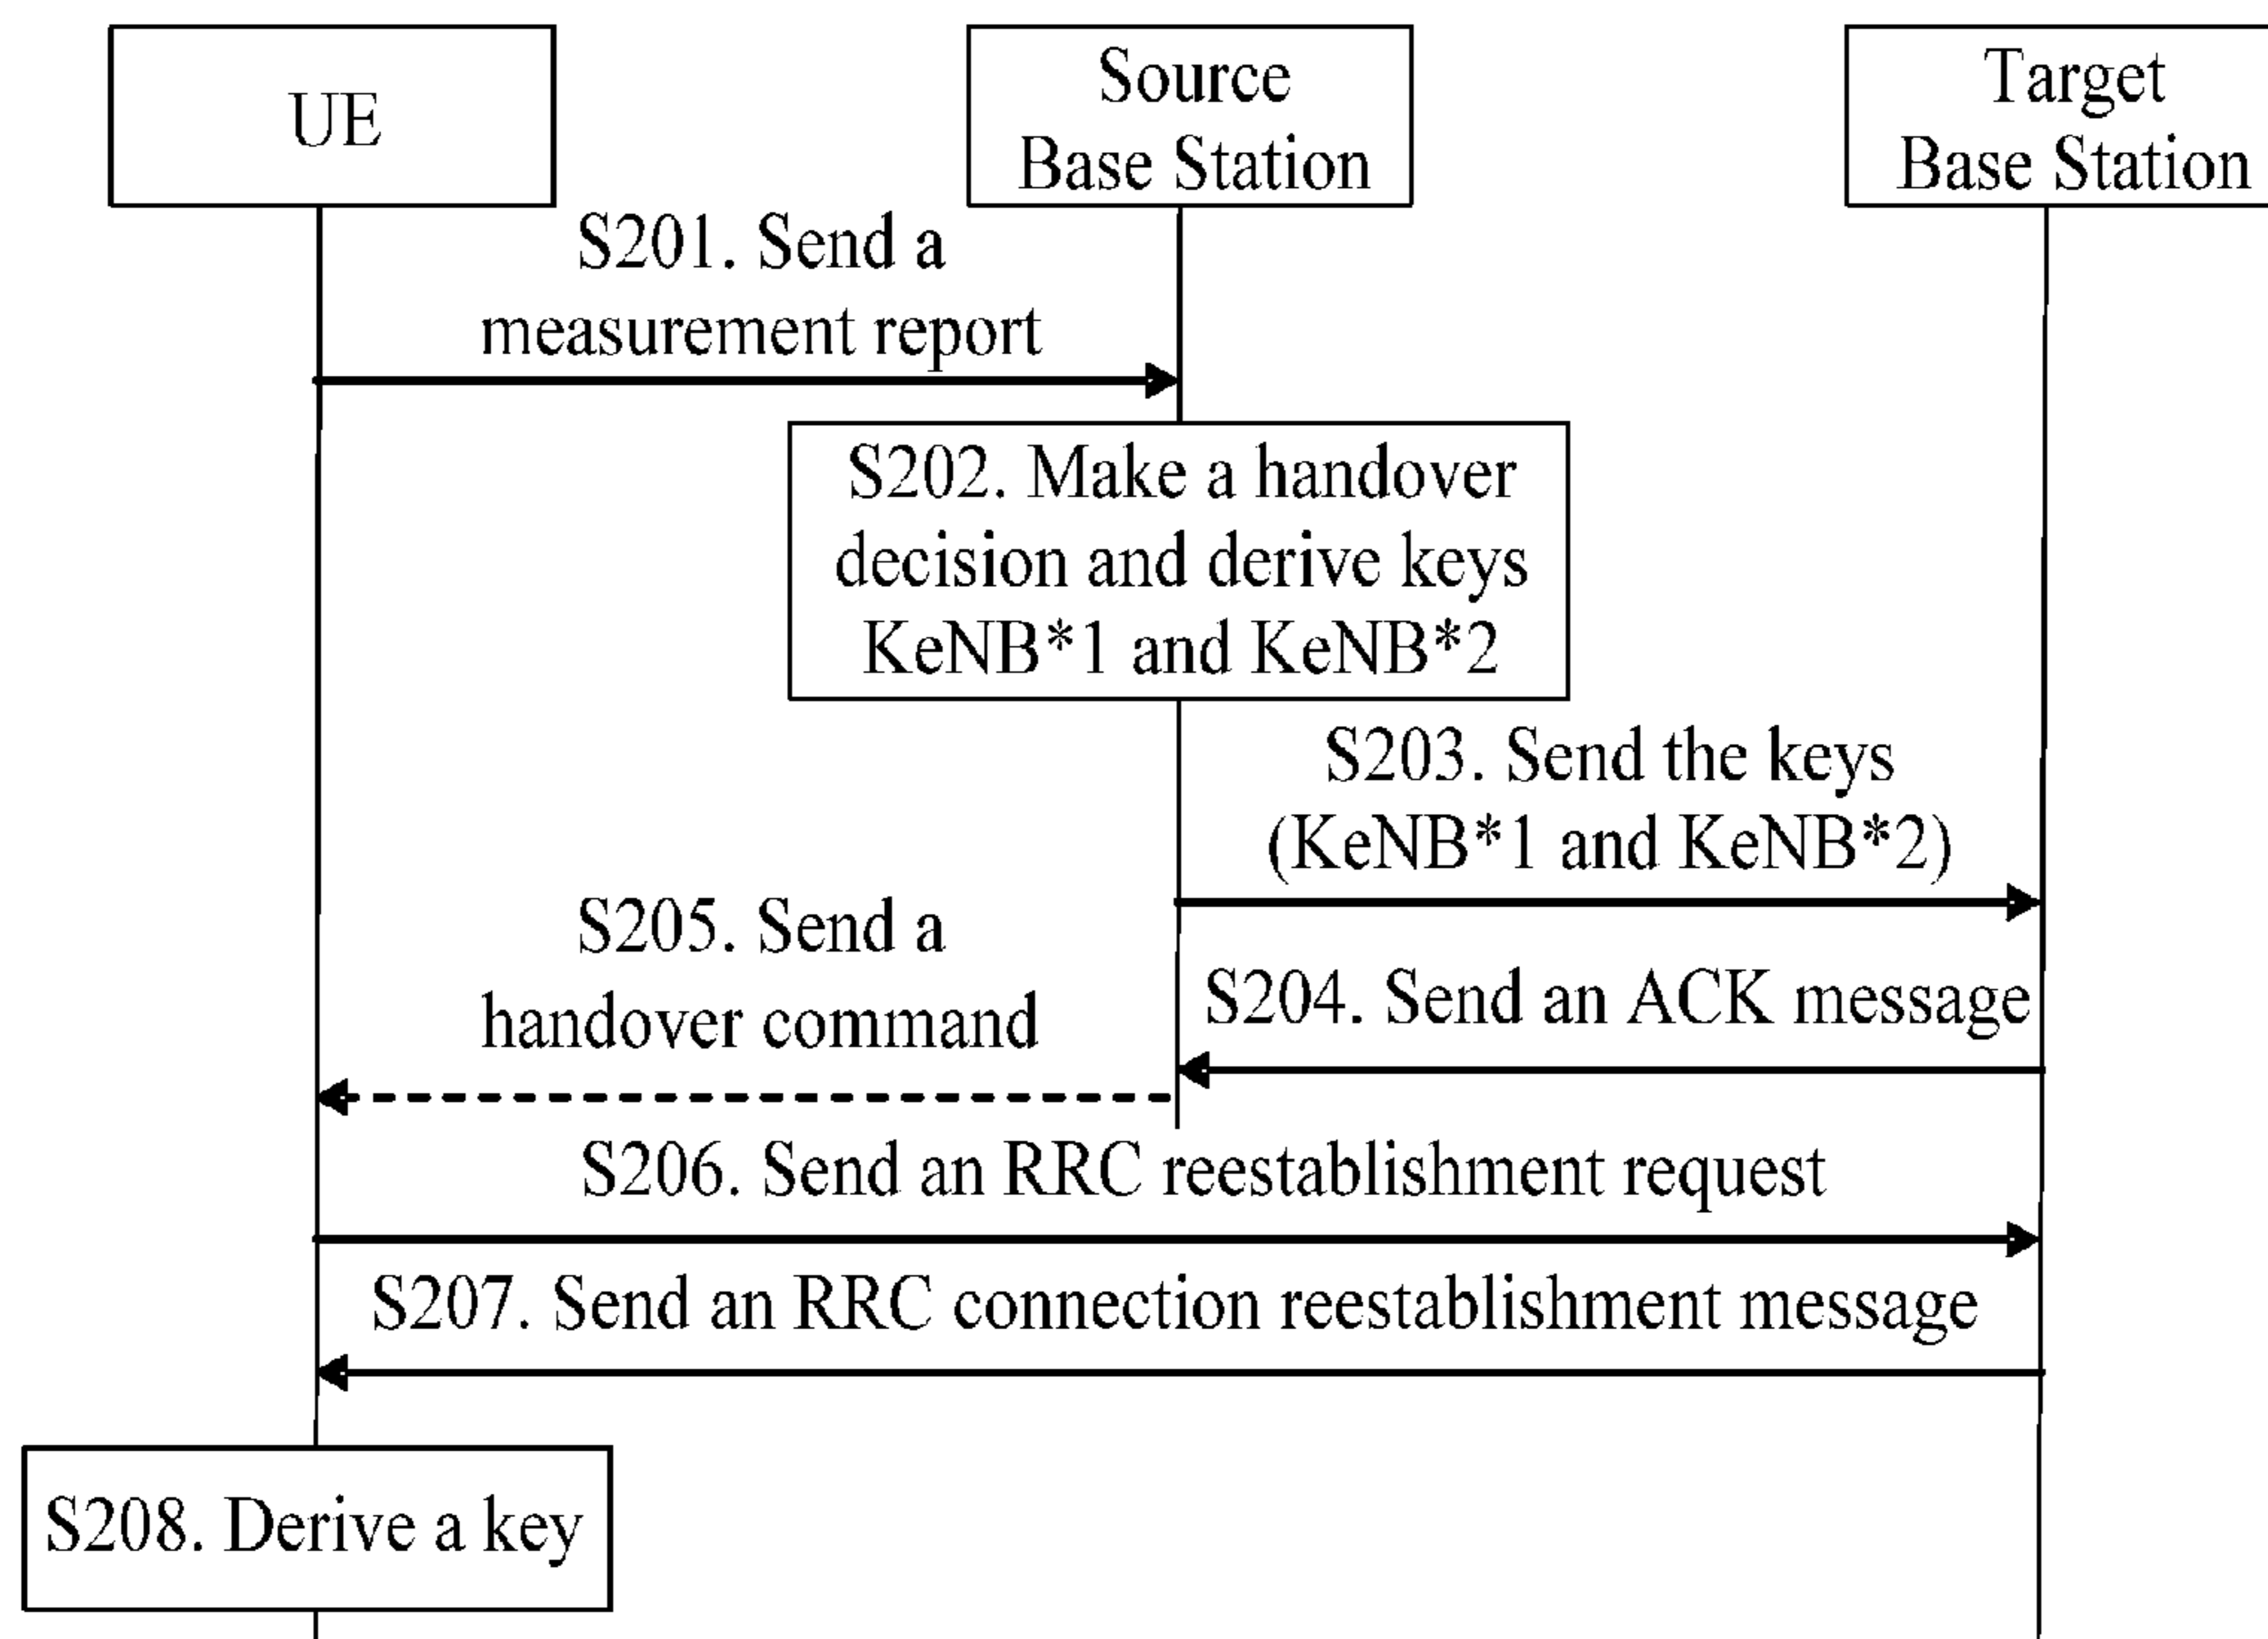 UE
Source
Base Station
Target
Base Station
S201. Send a
measurement report
S202. Make a handover
decision and derive keys
KeNB*1 and KeNB*2
S203. Send the keys
(KeNB*1 and KeNB*2)
S205. Send a
handover command
S204. Send an ACK message
S206. Send an RRC reestablishment request
S207. Send an RRC connection reestablishment message
S208. Derive a key